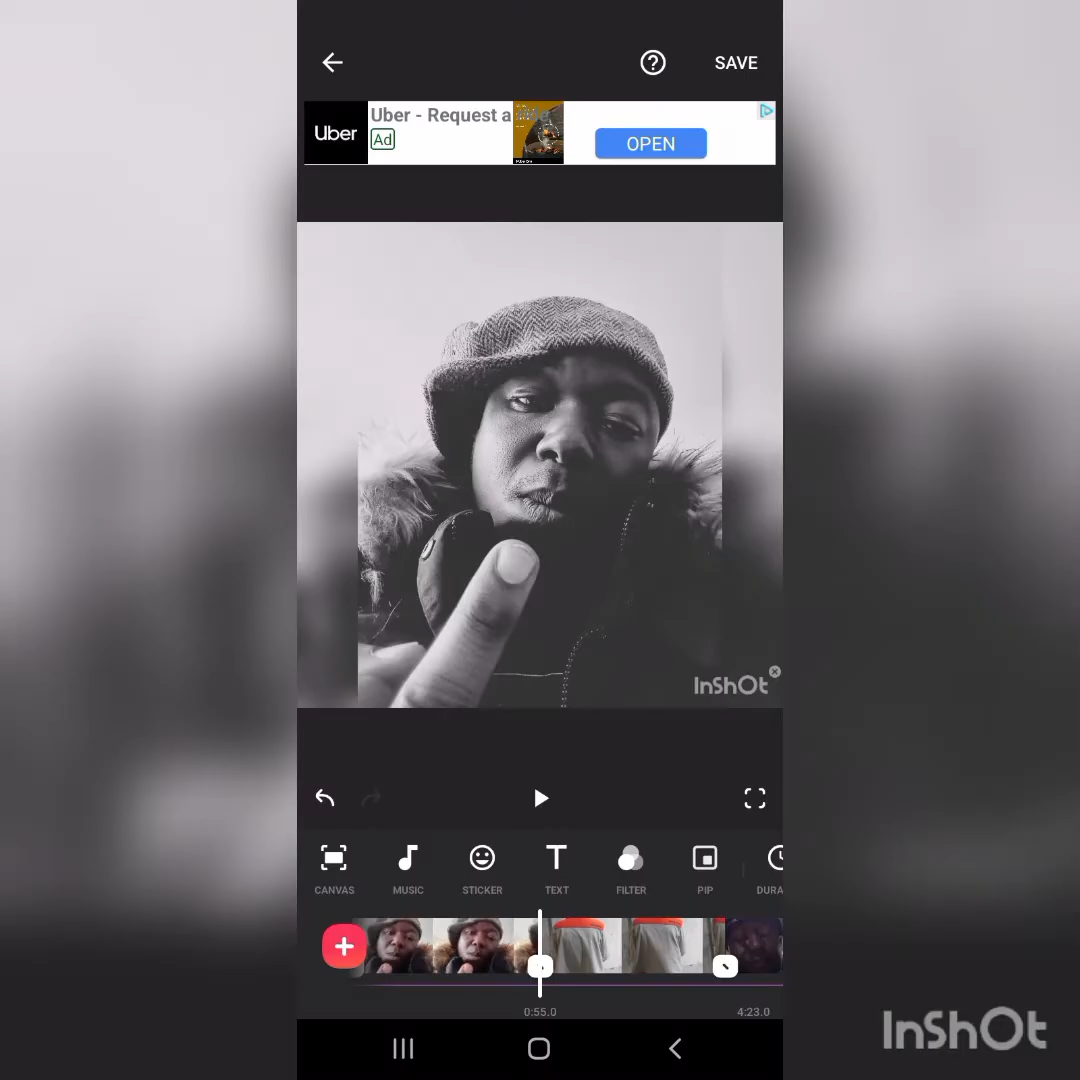 SAVE
Uber
Uber - Request a
Ad
OPEN
InShOt
CANVAS
MUSIC
STICKER
TEXT
FILTER
PIP
DURA
0:55.0
4:23.0
InShOt